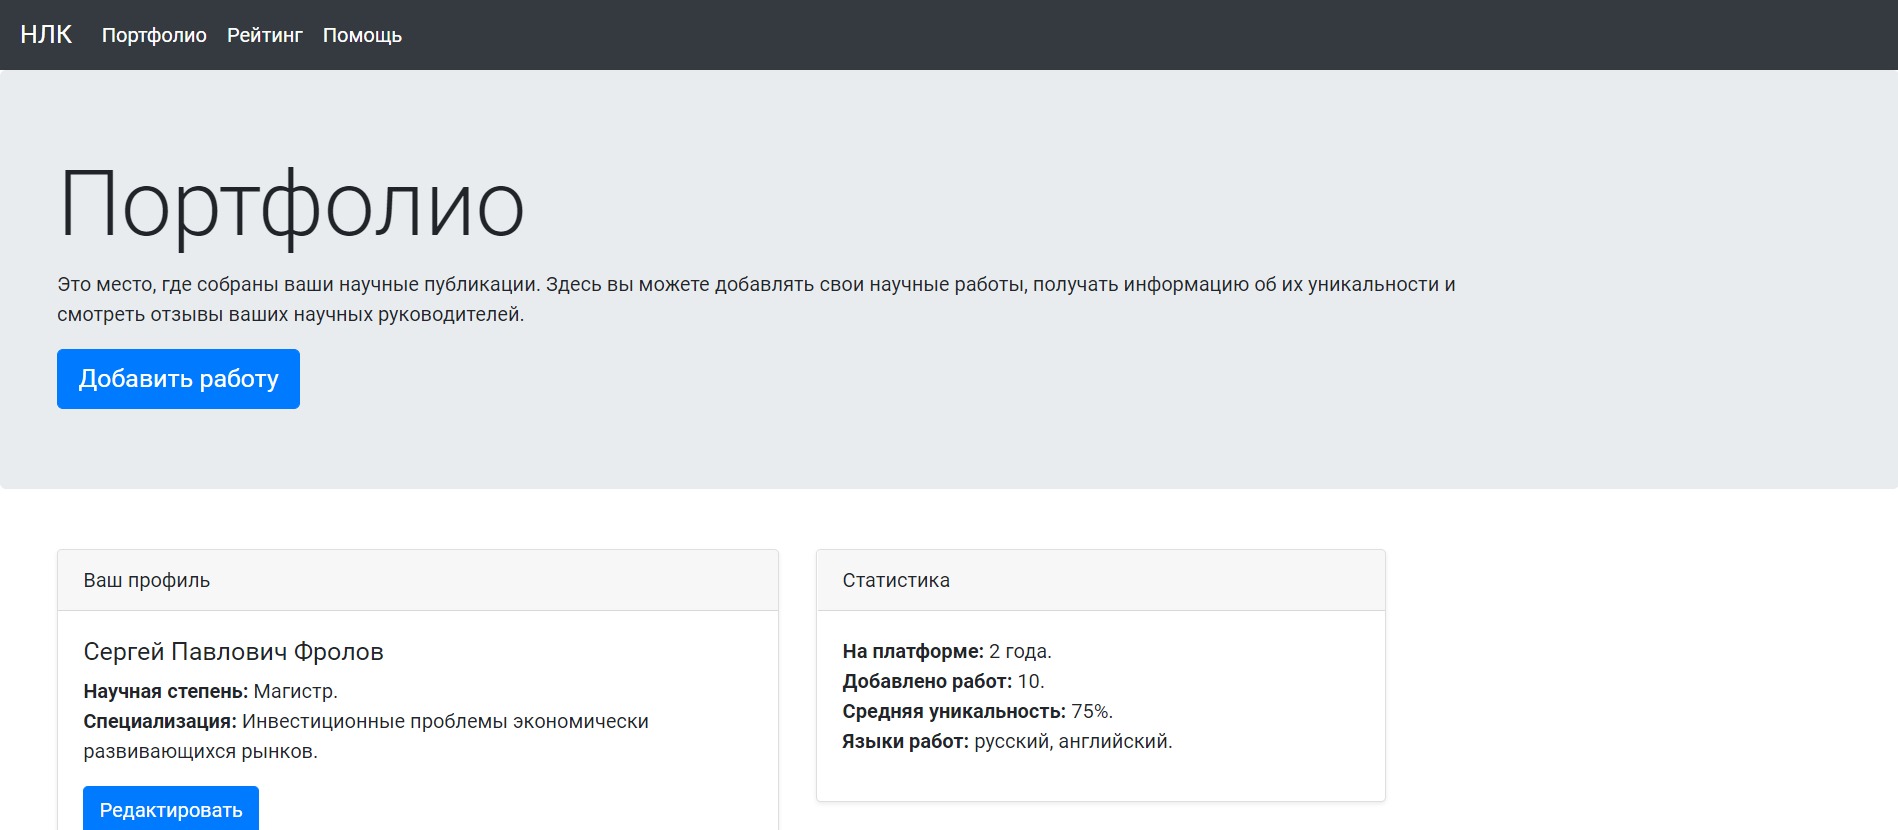 НЛК Портфолио Рейтинг Помощь
Портфолио
Это место, где собраны ваши научные публикации. Здесь вы можете добавлять свои научные работы, получать информацию об их уникальности и
смотреть отзывы ваших научных руководителей.
Добавить работу
Ваш профиль
Сергей Павлович Фролов
Научная степень: Магистр.
Специализация: Инвестиционные проблемы экономически
развивающихся рынков.
Редактировать
Статистика
На платформе: 2 года.
Добавлено работ: 10.
Средняя уникальность: 75%.
Языки работ: русский, английский.